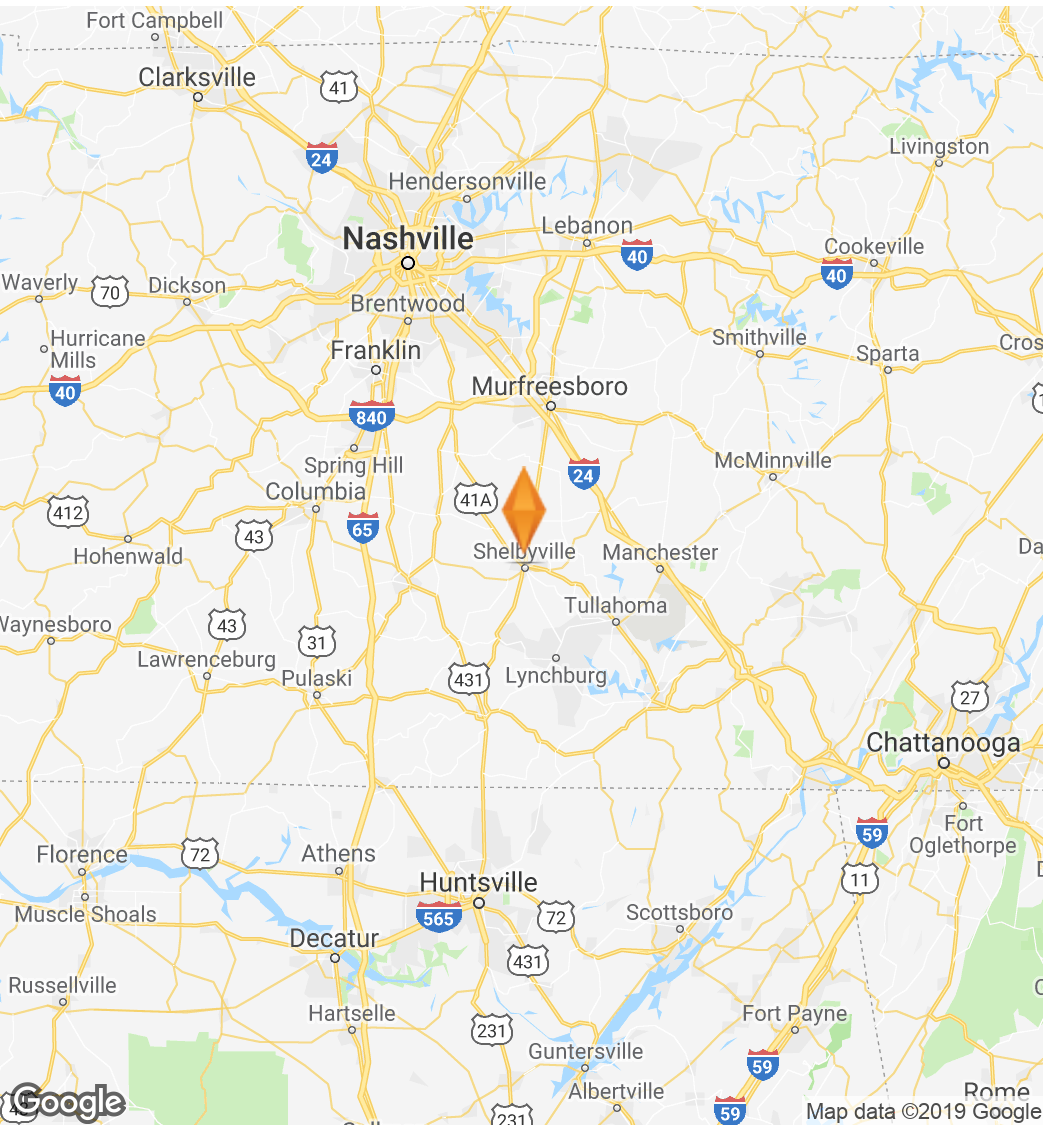 Fort Campbell
Clarksville
41
24
Livingston
Hendersonville
Lebanon
Nashville
40
Cookeville
40
Waverly
70
Dickson
Brentwood
Hurricane
Mills
Smithville
Cros
Franklin
Sparta
40
Murfreesboro
840
Spring Hill
McMinnville
24
Columbia
41A
412
65
43
Hohenwald
Shelbyville
Manchester
Da
Tullahoma
Waynesboro
43
31
Lawrenceburg
Pulaski
431
Lynchburg
27
Chattanooga
59
Fort
Oglethorpe
Florence
72
Athens
11
Huntsville
Muscle Shoals
565
72
Scottsboro
Decatur
431
Russellville
Hartselle
231
Fort Payne
Guntersville
59
Albertville
Rome
Google
231
59
Map data ©2019 Google